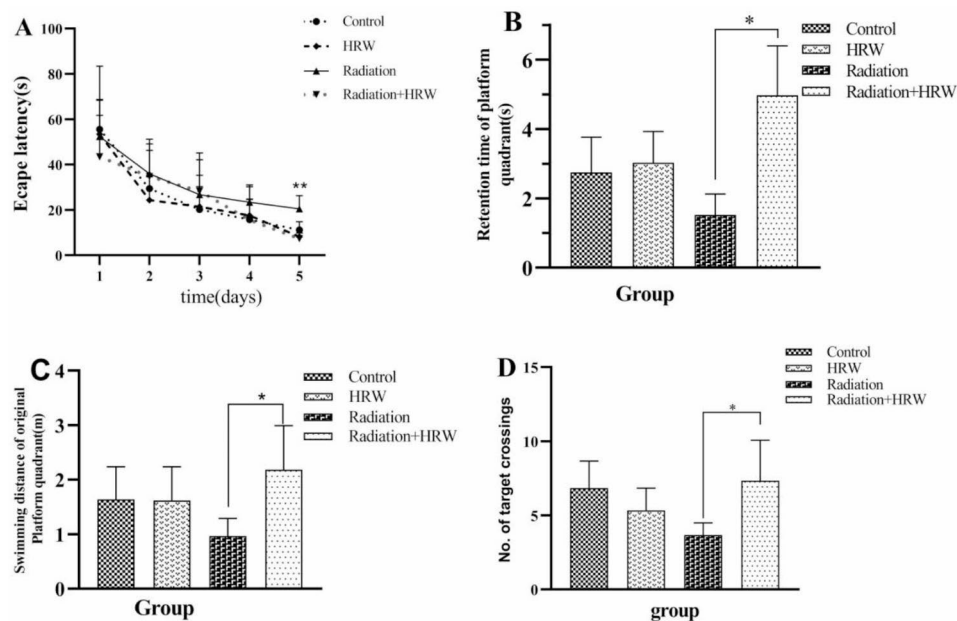 A
100
80
60
40
20
0
Ecape latency(s)
1 2 3 4 5
time(days)
**
Control
HRW
Radiation
Radiation+HRW
B
6
4
2
0
Retention time of platform
quadrant(s)
Group
*
Control
HRW
Radiation
Radiation+HRW
C
4
3
2
1
0
Swimming distance of original
Platform quadrant(m)
Group
*
Control
HRW
Radiation
Radiation+HRW
D
15
10
5
0
No. of target crossings
group
*
Control
HRW
Radiation
Radiation+HRW